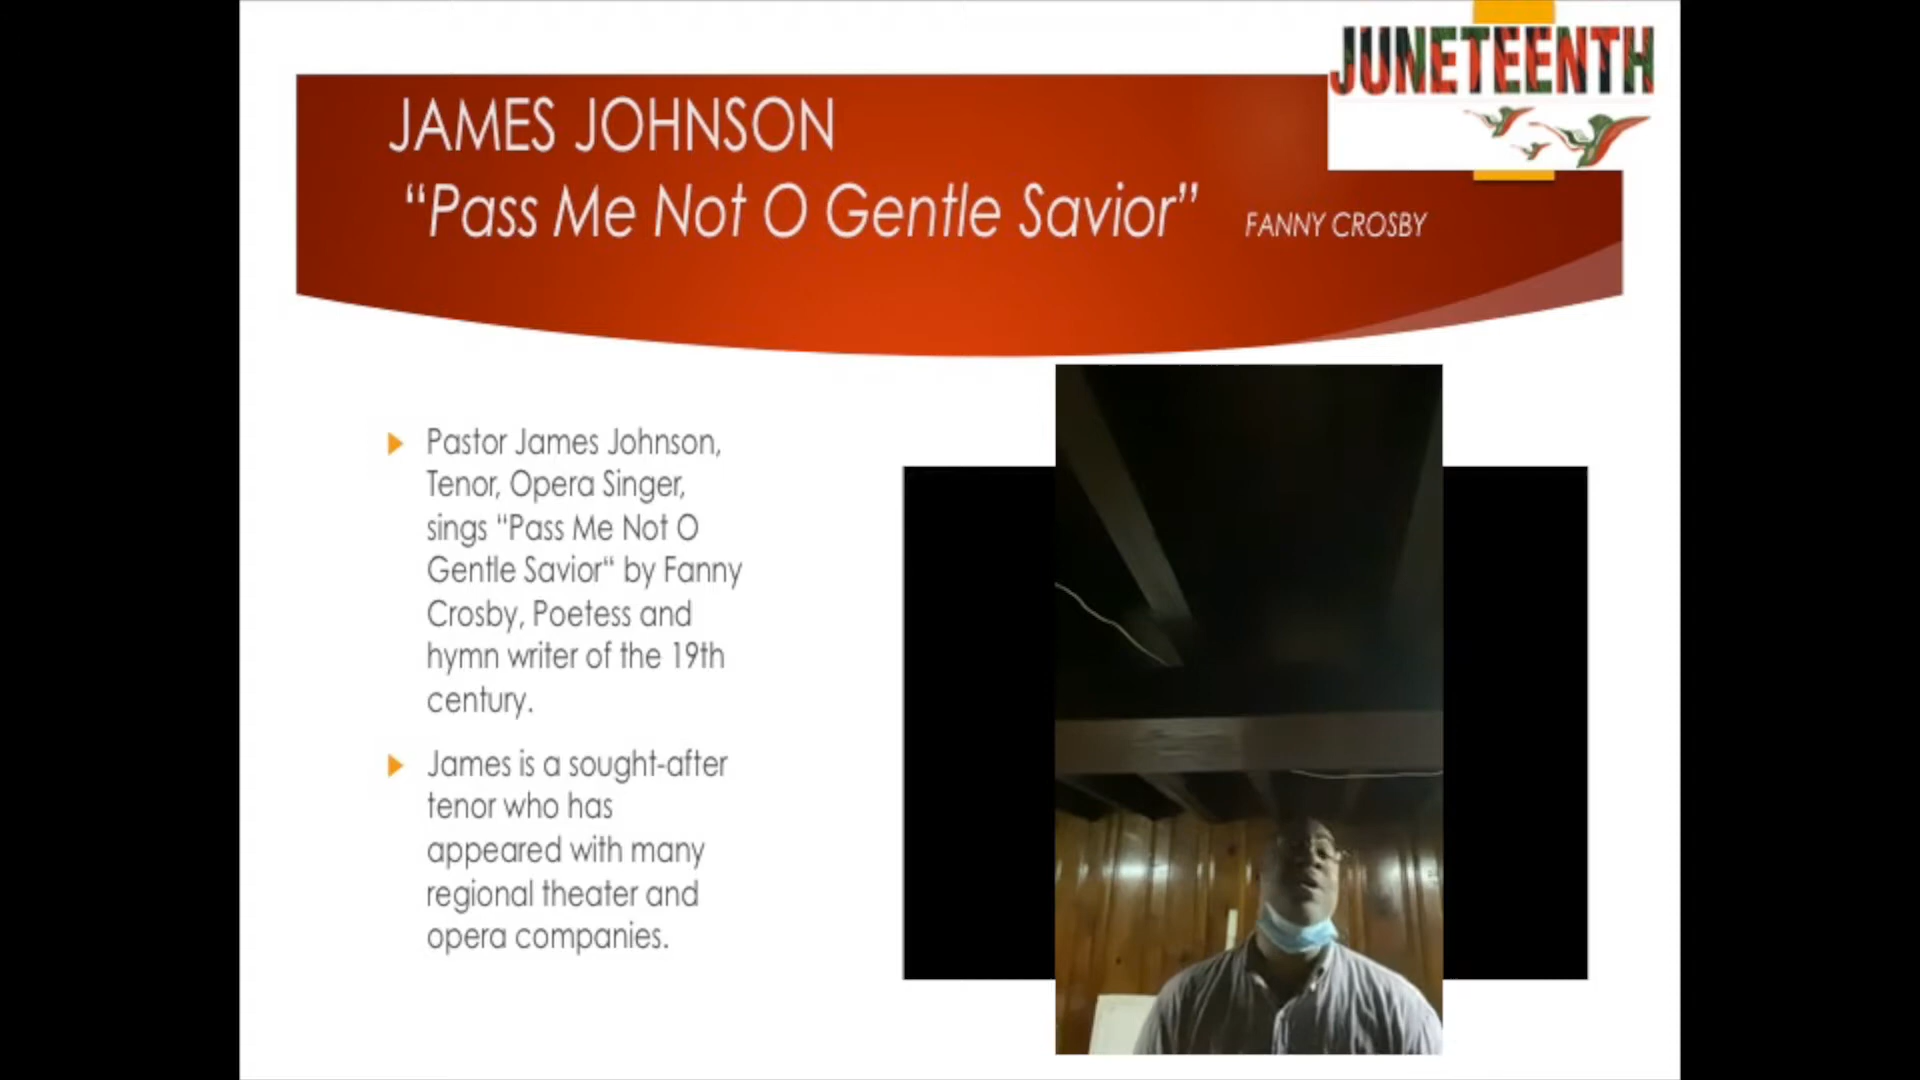 JUNETEENTH
JAMES JOHNSON
“Pass Me Not O Gentle Savior” FANNY CROSBY
Pastor James Johnson,
Tenor, Opera Singer,
sings “Pass Me Not O
Gentle Savior“ by Fanny
Crosby, Poetess and
hymn writer of the 19th
century.
James is a sought-after
tenor who has
appeared with many
regional theater and
opera companies.